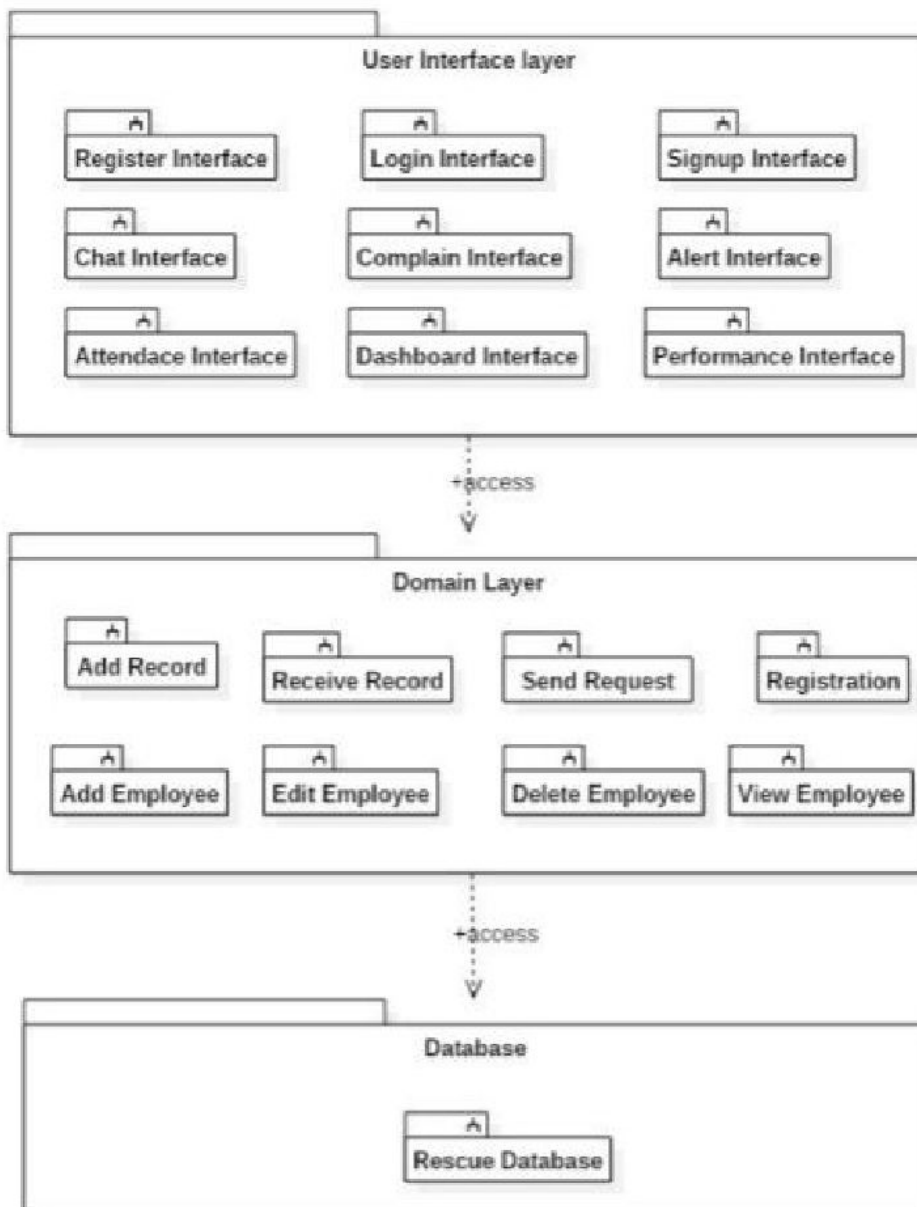 User Interface layer
Register Interface
Login Interface
Signup Interface
Chat Interface
Complain Interface
Alert Interface
Attendace Interface
Dashboard Interface
Performance Interface
+access
Domain Layer
Add Record
Receive Record
Send Request
Registration
Add Employee
Edit Employee
Delete Employee
View Employee
+access
Database
Rescue Database